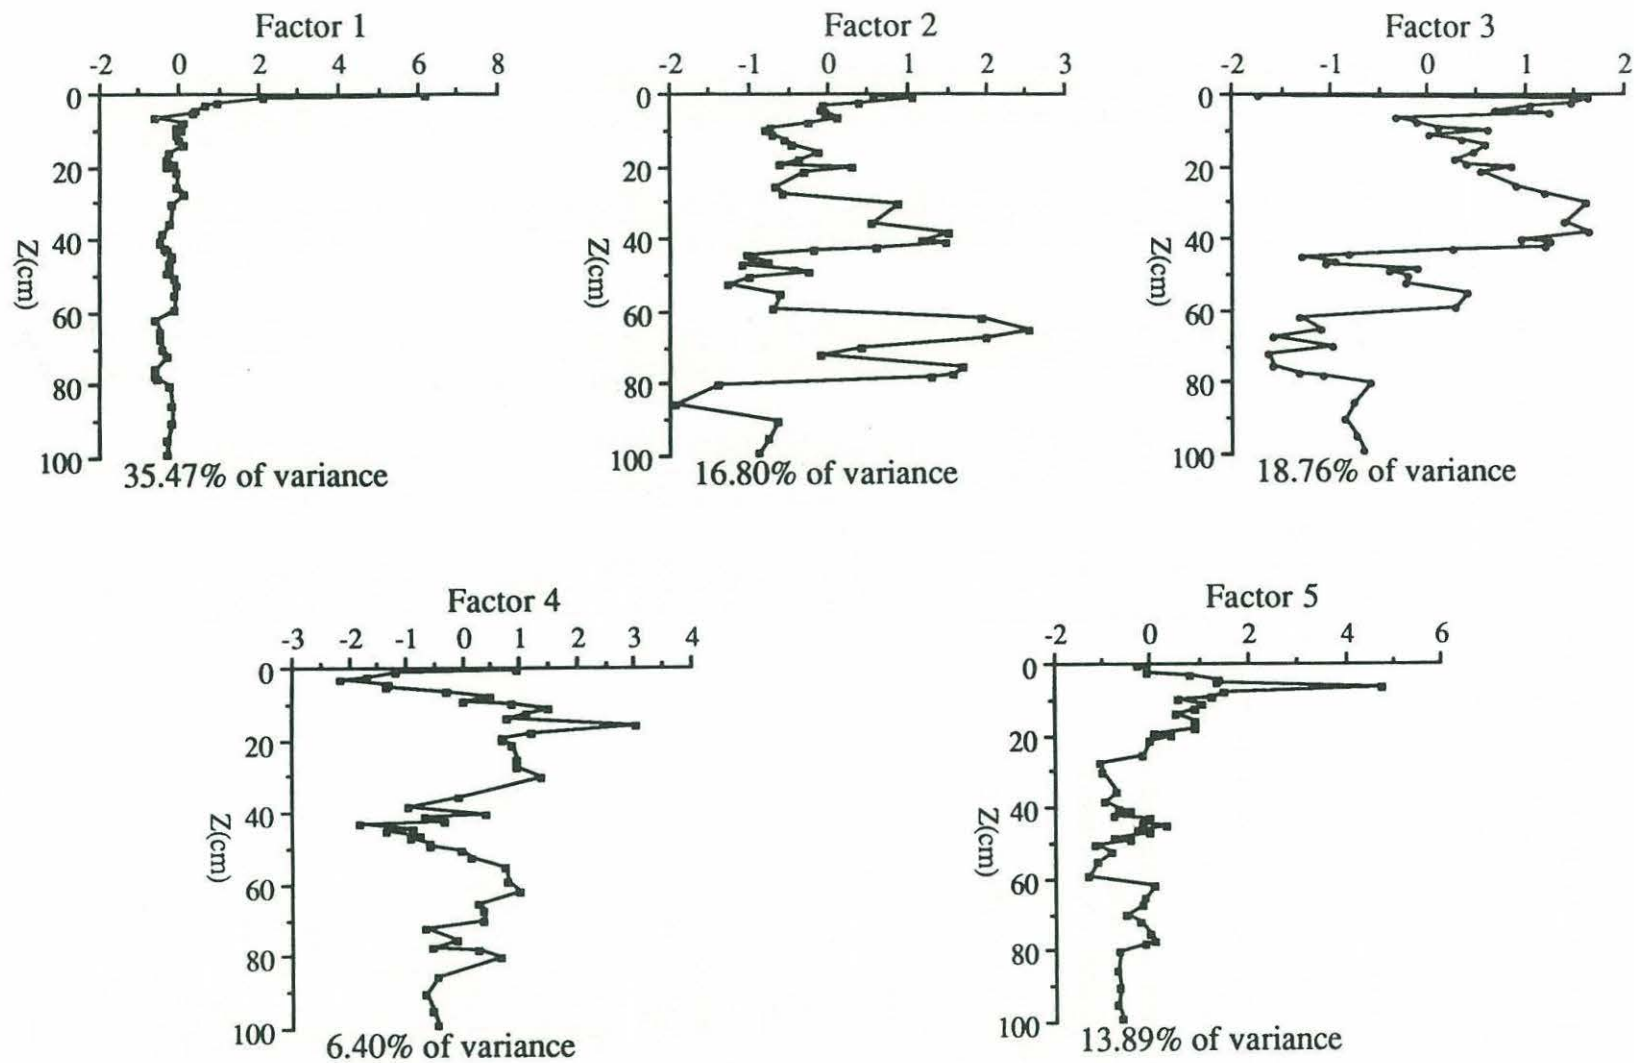 Factor 1
-2 0 2 4 6 8
0
20
40
60
80
100
Z(cm)
35.47% of variance
Factor 2
-2 -1 0 1 2 3
0
20
40
60
80
100
Z(cm)
16.80% of variance
Factor 3
-2 -1 0 1 2
0
20
40
60
80
100
Z(cm)
18.76% of variance
Factor 4
-3 -2 -1 0 1 2 3 4
0
20
40
60
80
100
Z(cm)
6.40% of variance
Factor 5
-2 0 2 4 6
0
20
40
60
80
100
Z(cm)
13.89% of variance